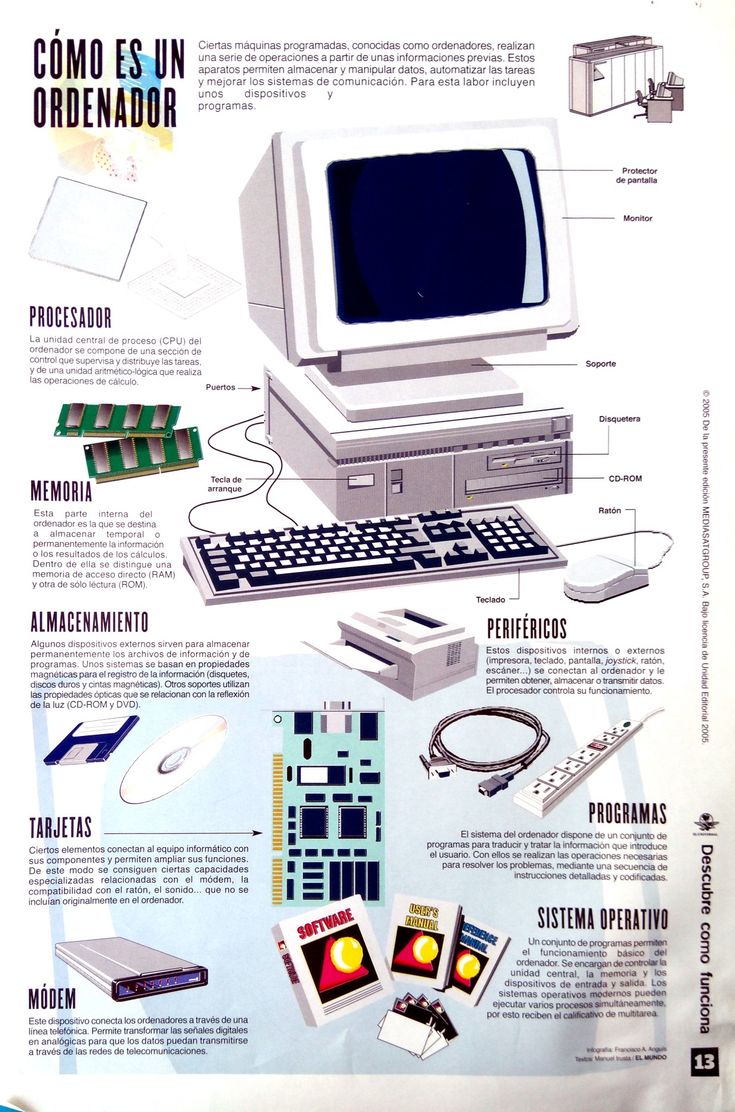 CÓMO ES UN
ORDENADOR
Ciertas máquinas programadas, conocidas como ordenadores, realizan
una serie de operaciones a partir de unas informaciones previas. Estos
aparatos permiten almacenar y manipular datos, automatizar las tareas
y mejorar los sistemas de comunicación. Para esta labor incluyen
unos dispositivos y
programas.
Protector
de pantalla
Monitor
Soporte
Puertos
Disquetera
Tecla de
arranque
CD-ROM
Ratón
Teclado
PROCESADOR
La unidad central de proceso (CPU) del
ordenador se compone de una sección de
control que supervisa y distribuye las tareas,
y de una unidad aritmético-lógica que realiza
las operaciones de cálculo.
MEMORIA
Esta parte interna del
ordenador es la que se destina
a almacenar temporal o
permanentemente la información
o los resultados de los cálculos.
Dentro de ella se distingue una
memoria de acceso directo (RAM)
y otra de sólo léctura (ROM).
ALMACENAMIENTO
Algunos dispositivos externos sirven para almacenar
permanentemente los archivos de información y de
programas. Unos sistemas se basan en propiedades
magnéticas para el registro de la información (disquetes,
discos duros y cintas magnéticas). Otros soportes utilizan
las propiedades ópticas que se relacionan con la reflexión
de la luz (CD-ROM y DVD).
PERIFÉRICOS
Estos dispositivos internos o externos
(impresora, teclado, pantalla, joystick, ratón,
escáner...) se conectan al ordenador y le
permiten obtener, almacenar o transmitir datos.
El procesador controla su funcionamiento.
TARJETAS
Ciertos elementos conectan al equipo informático con
sus componentes y permiten ampliar sus funciones.
De este modo se consiguen ciertas capacidades
especializadas relacionadas con el módem, la
compatibilidad con el ratón, el sonido... que no se
incluían originalmente en el ordenador.
PROGRAMAS
El sistema del ordenador dispone de un conjunto de
programas para traducir y tratar la información que introduce
el usuario. Con ellos se realizan las operaciones necesarias
para resolver los problemas, mediante una secuencia de
instrucciones detalladas y codificadas.
SOFTWARE
SOFTWARE
USER'S
MANUAL
REFERENCE
MANUAL
SISTEMA OPERATIVO
Un conjunto de programas permiten
el funcionamiento básico del
ordenador. Se encargan de controlar la
unidad central, la memoria y los
dispositivos de entrada y salida. Los
sistemas operativos modernos pueden
ejecutar varios procesos simultáneamente,
por esto reciben el calificativo de multitarea.
MÓDEM
Este dispositivo conecta los ordenadores a través de una
línea telefónica. Permite transformar las señales digitales
en analógicas para que los datos puedan transmitirse
a través de las redes de telecomunicaciones.
Infografía: Francisco A. Anguís
Textos: Manuel Irusta / EL MUNDO
© 2005 De la presente edición MEDIASATGROUP, S.A. Bajo licencia de Unidad Editorial 2005
EL UNIVERSAL
Descubre como funciona
13